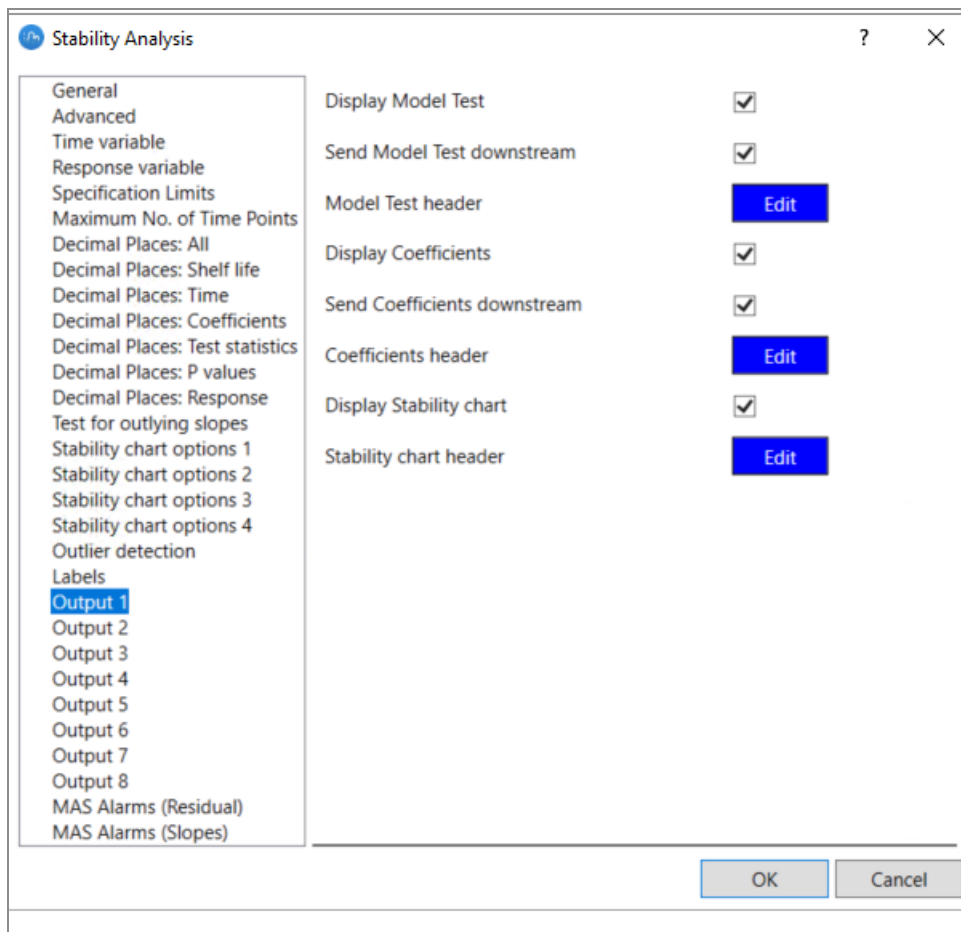 Stability Analysis
?
General
Advanced
Time variable
Response variable
Specification Limits
Maximum No. of Time Points
Decimal Places: All
Decimal Places: Shelf life
Decimal Places: Time
Decimal Places: Coefficients
Decimal Places: Test statistics
Decimal Places: P values
Decimal Places: Response
Test for outlying slopes
Stability chart options 1
Stability chart options 2
Stability chart options 3
Stability chart options 4
Outlier detection
Labels
Output 1
Output 2
Output 3
Output 4
Output 5
Output 6
Output 7
Output 8
MAS Alarms (Residual)
MAS Alarms (Slopes)
Display Model Test
Send Model Test downstream
Model Test header Edit
Display Coefficients
Send Coefficients downstream
Coefficients header Edit
Display Stability chart
Stability chart header Edit
OK Cancel